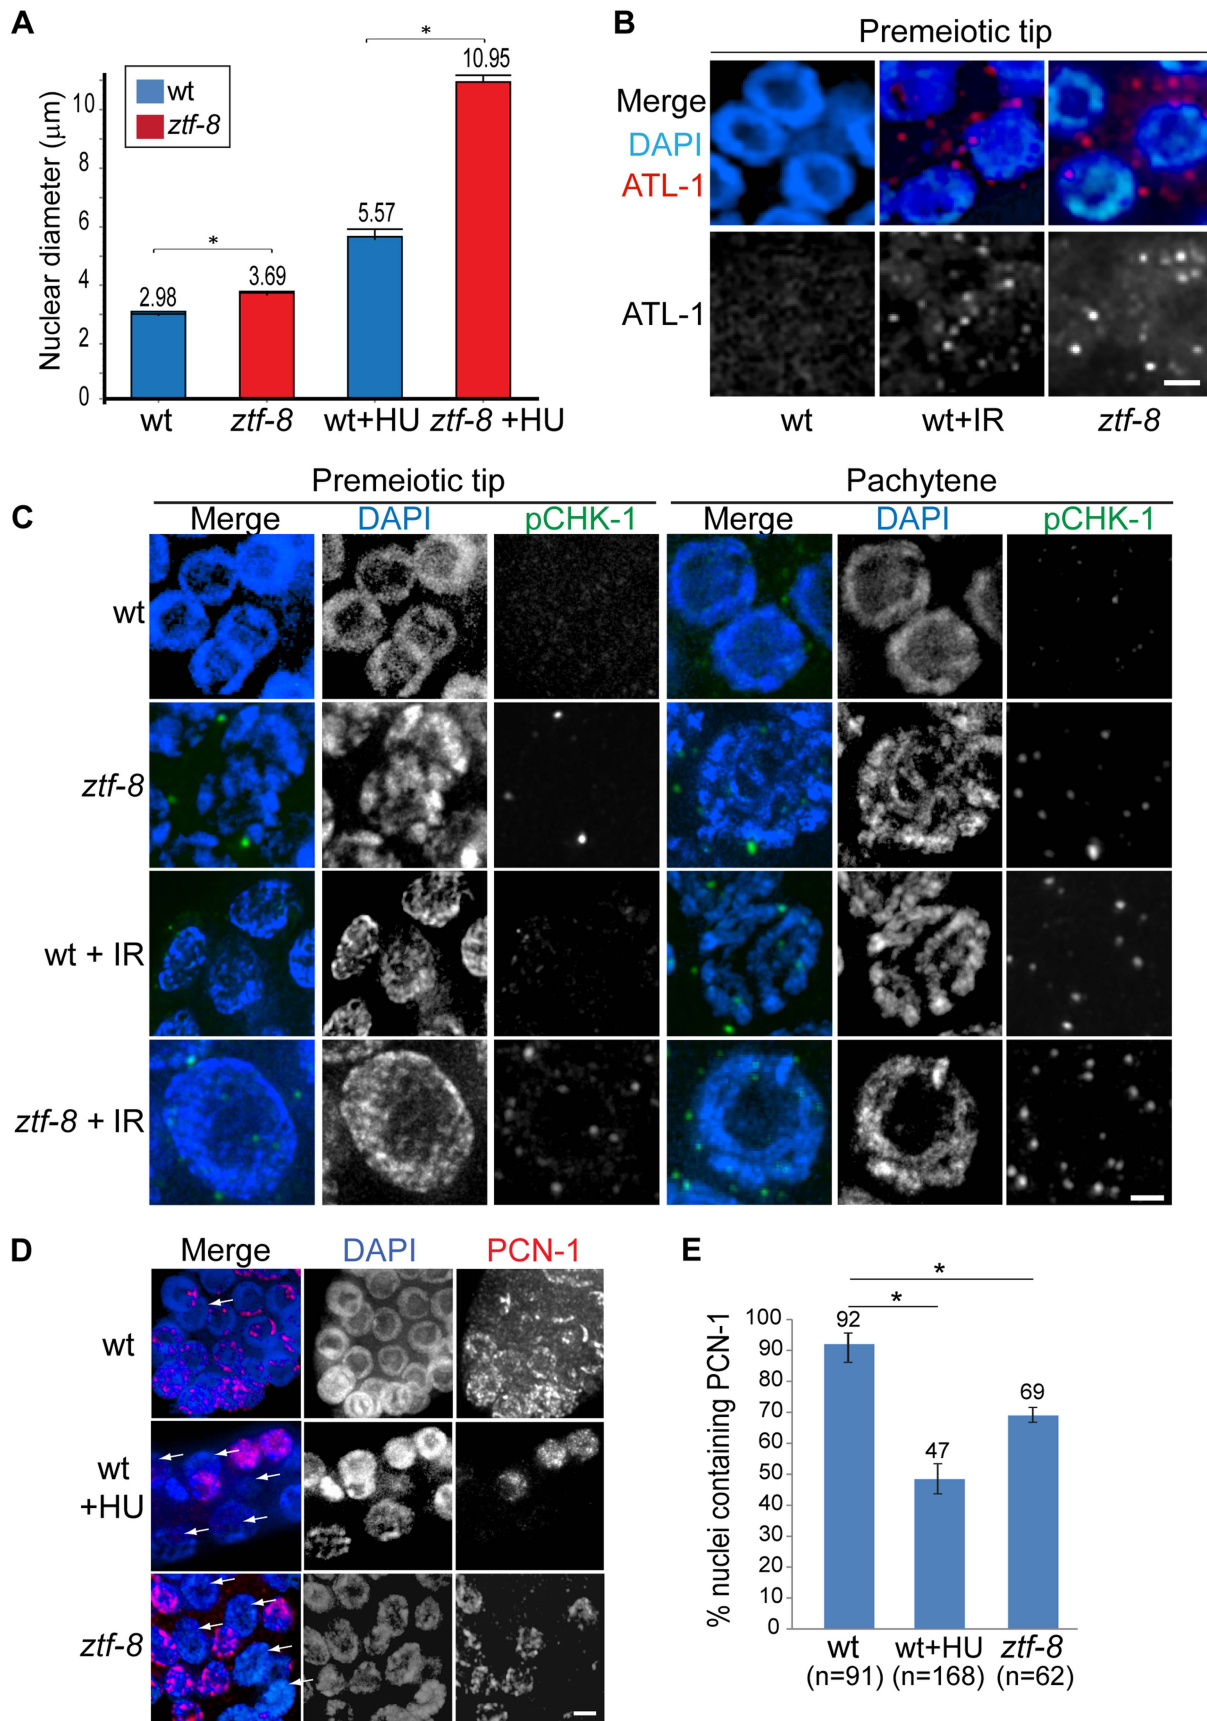 A
Nuclear diameter (μm)
10
8
6
4
2
0
wt
ztf-8
2.98
*
3.69
5.57
*
10.95
wt
ztf-8
wt+HU
ztf-8 +HU
B
Premeiotic tip
Merge
DAPI
ATL-1
ATL-1
wt
wt+IR
ztf-8
C
Premeiotic tip
Pachytene
Merge
DAPI
pCHK-1
Merge
DAPI
pCHK-1
wt
ztf-8
wt + IR
ztf-8 + IR
D
Merge
DAPI
PCN-1
wt
wt
+HU
ztf-8
E
% nuclei containing PCN-1
100
90
80
70
60
50
40
30
20
10
0
*
*
92
47
69
wt
(n=91)
wt+HU
(n=168)
ztf-8
(n=62)